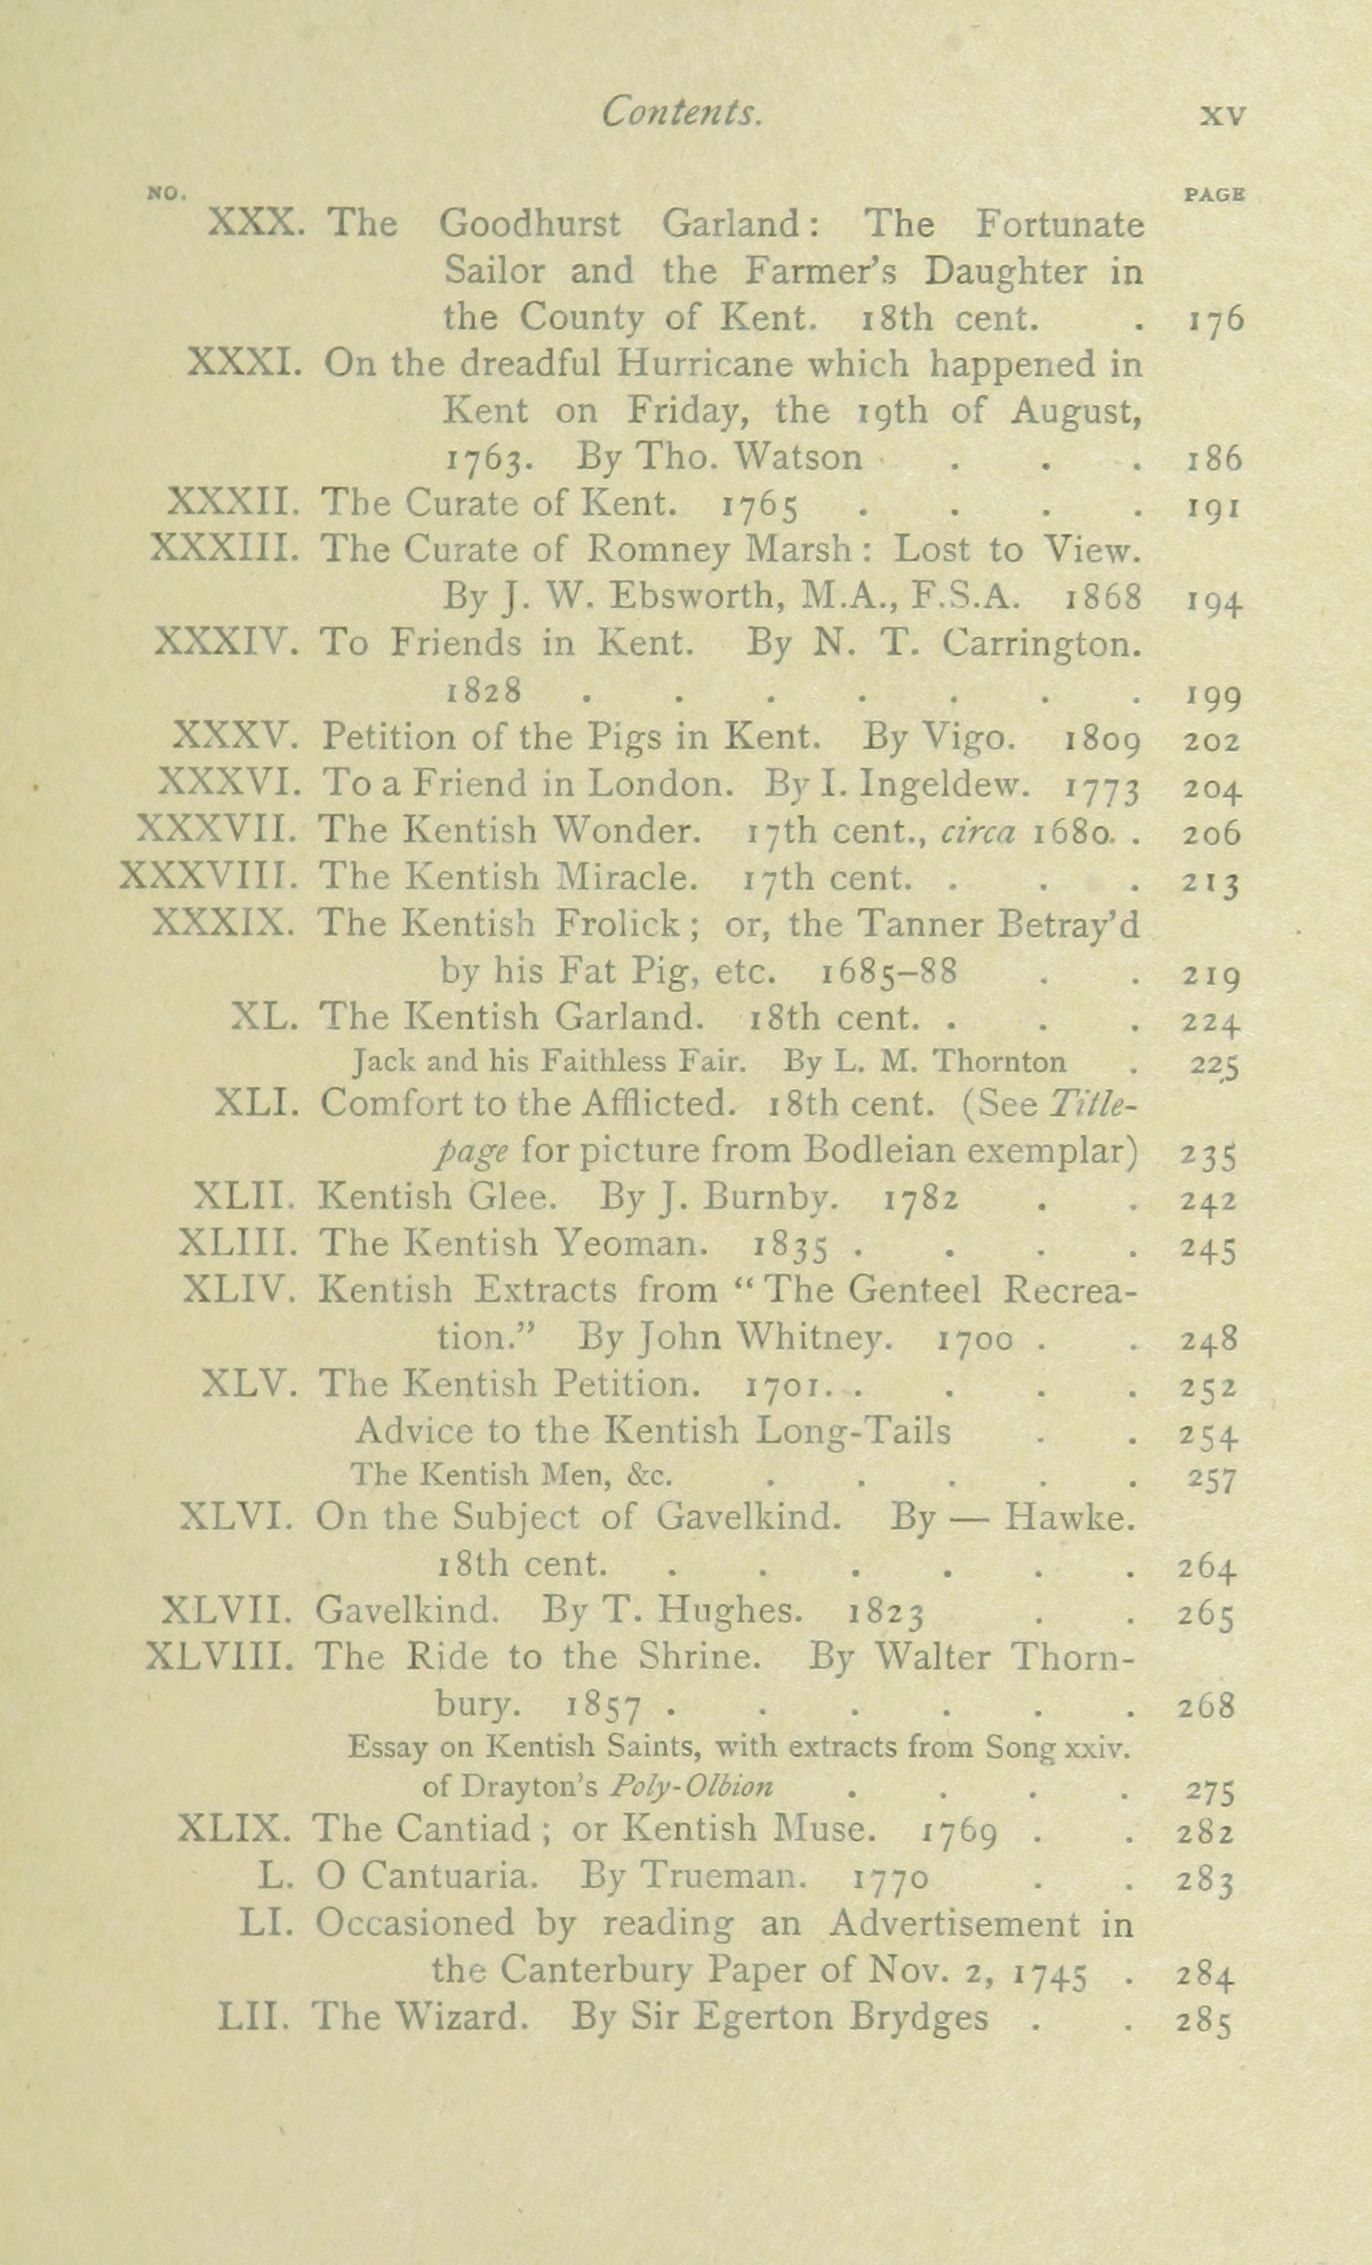 Contents. xv
NO. PAGE
XXX. The Goodhurst Garland: The Fortunate
Sailor and the Farmer's Daughter in
the County of Kent. 18th cent. . 176
XXXI. On the dreadful Hurricane which happened in
Kent on Friday, the 19th of August,
1763. By Tho. Watson . . . 186
XXXII. The Curate of Kent. 1765 . . . . 191
XXXIII. The Curate of Romney Marsh: Lost to View.
By J. W. Ebsworth, M.A., F.S.A. 1868 194
XXXIV. To Friends in Kent. By N. T. Carrington.
1828 . . . . . . . 199
XXXV. Petition of the Pigs in Kent. By Vigo. 1809 202
XXXVI. To a Friend in London. By I. Ingeldew. 1773 204
XXXVII. The Kentish Wonder. 17th cent., circa 1680. . 206
XXXVIII. The Kentish Miracle. 17th cent. . . . 213
XXXIX. The Kentish Frolick; or, the Tanner Betray'd
by his Fat Pig, etc. 1685–88 . . 219
XL. The Kentish Garland. 18th cent. . . . 224
Jack and his Faithless Fair. By L. M. Thornton . 225
XLI. Comfort to the Afflicted. 18th cent. (See Title-
page for picture from Bodleian exemplar) 235
XLII. Kentish Glee. By J. Burnby. 1782 . . 242
XLIII. The Kentish Yeoman. 1835 . . . . 245
XLIV. Kentish Extracts from "The Genteel Recrea-
tion." By John Whitney. 1700 . . 248
XLV. The Kentish Petition. 1701. . . . . 252
Advice to the Kentish Long-Tails . . 254
The Kentish Men, &c. . . . . . 257
XLVI. On the Subject of Gavelkind. By — Hawke.
18th cent. . . . . . . 264
XLVII. Gavelkind. By T. Hughes. 1823 . . 265
XLVIII. The Ride to the Shrine. By Walter Thorn-
bury. 1857 . . . . . . 268
Essay on Kentish Saints, with extracts from Song xxiv.
of Drayton's Poly-Olbion . . . . 275
XLIX. The Cantiad; or Kentish Muse. 1769 . . 282
L. O Cantuaria. By Trueman. 1770 . . 283
LI. Occasioned by reading an Advertisement in
the Canterbury Paper of Nov. 2, 1745 . 284
LII. The Wizard. By Sir Egerton Brydges . . 285